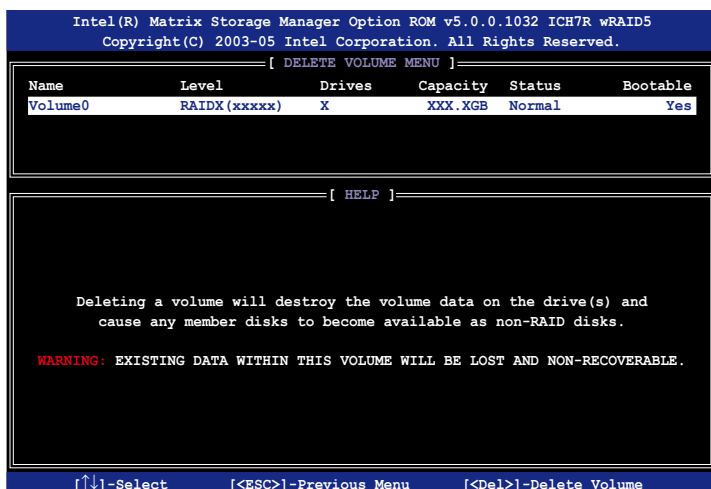 Intel(R) Matrix Storage Manager Option ROM v5.0.0.1032 ICH7R wRAID5
Copyright(C) 2003-05 Intel Corporation. All Rights Reserved.
[ DELETE VOLUME MENU ]
Name Level Drives Capacity Status Bootable
Volume0 RAIDX(xxxxx) X XXX.XGB Normal Yes
[ HELP ]
Deleting a volume will destroy the volume data on the drive(s) and
cause any member disks to become available as non-RAID disks.
WARNING: EXISTING DATA WITHIN THIS VOLUME WILL BE LOST AND NON-RECOVERABLE.
[↑↓]-Select [<ESC>]-Previous Menu [<Del>]-Delete Volume